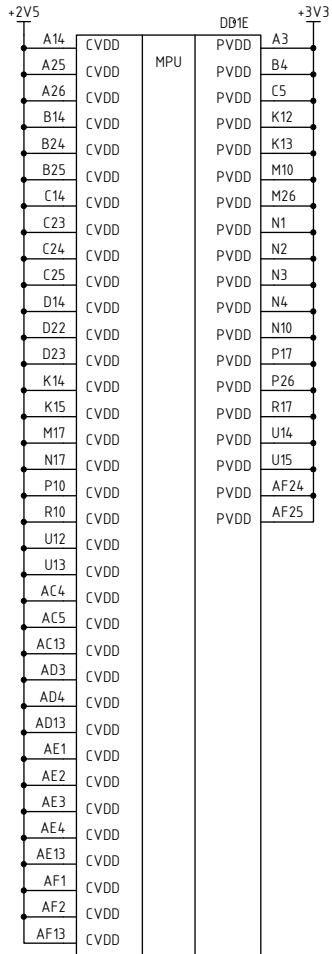 +2V5 +3V3
DD1E
A14 CVDD MPU PVDD A3
A25 CVDD PVDD B4
A26 CVDD PVDD C5
B14 CVDD PVDD K12
B24 CVDD PVDD K13
B25 CVDD PVDD M10
C14 CVDD PVDD M26
C23 CVDD PVDD N1
C24 CVDD PVDD N2
C25 CVDD PVDD N3
D14 CVDD PVDD N4
D22 CVDD PVDD N10
D23 CVDD PVDD P17
K14 CVDD PVDD P26
K15 CVDD PVDD R17
M17 CVDD PVDD U14
N17 CVDD PVDD U15
P10 CVDD PVDD AF24
R10 CVDD PVDD AF25
U12 CVDD
U13 CVDD
AC4 CVDD
AC5 CVDD
AC13 CVDD
AD3 CVDD
AD4 CVDD
AD13 CVDD
AE1 CVDD
AE2 CVDD
AE3 CVDD
AE4 CVDD
AE13 CVDD
AF1 CVDD
AF2 CVDD
AF13 CVDD